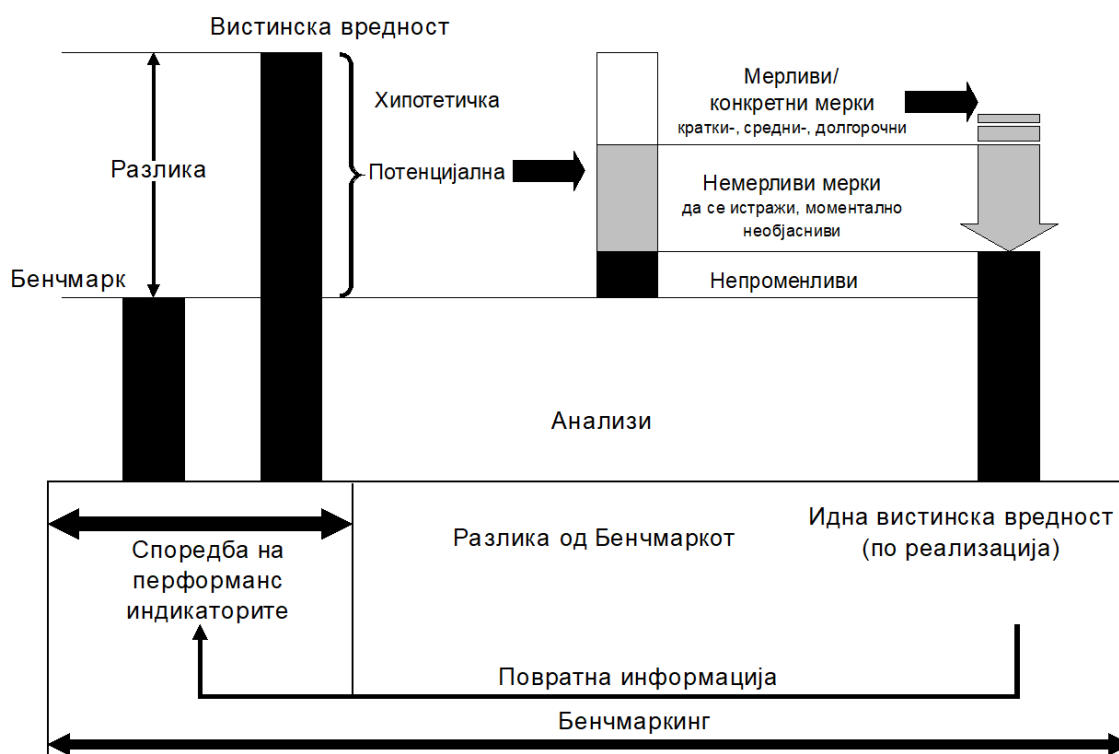 Вистинска вредност
Хипотетичка
Мерливи/
конкретни мерки
кратки-, средни-, долгорочни
Разлика
Потенцијална
Немерливи мерки
да се истражи, моментално
необјасниви
Бенчмарк
Непроменливи
Анализи
Споредба на
перформанс
индикаторите
Разлика од Бенчмаркот
Идна вистинска вредност
(по реализација)
Повратна информација
Бенчмаркинг